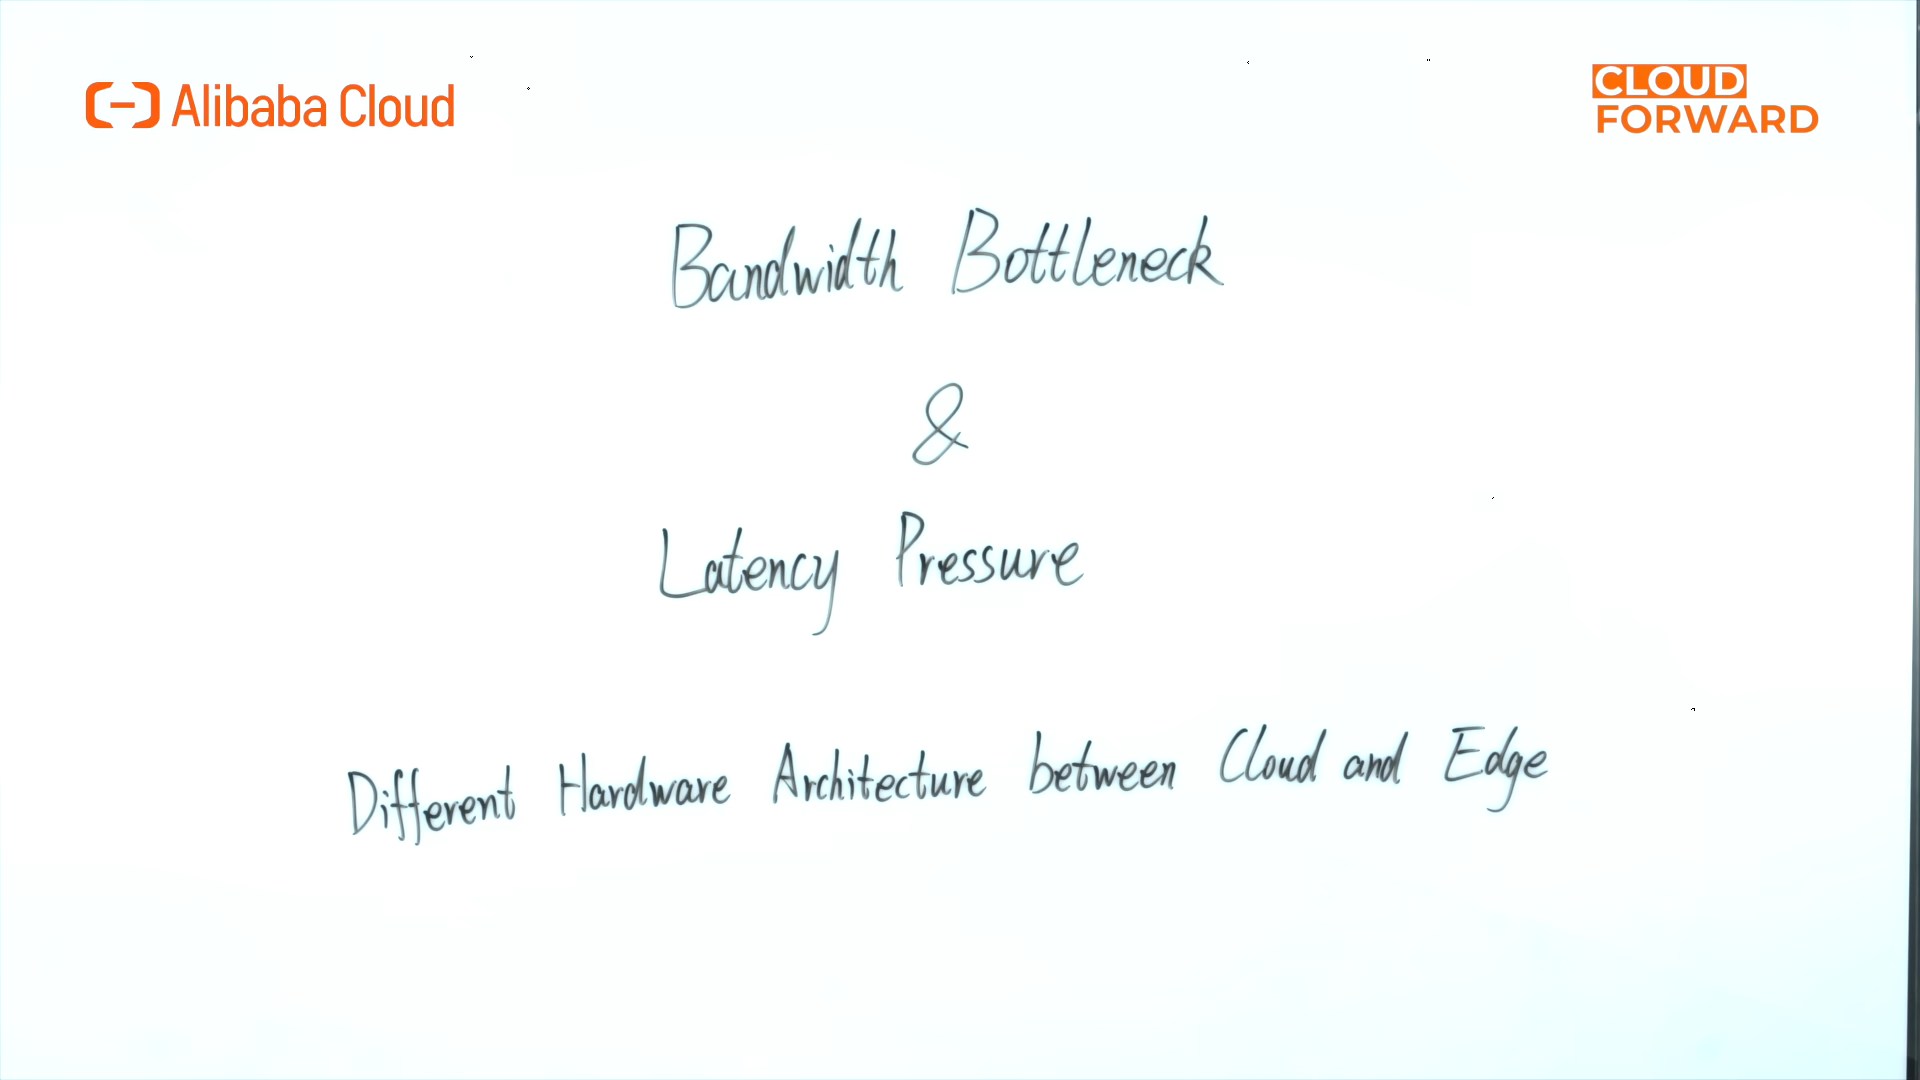 Alibaba Cloud
CLOUD
FORWARD
Bandwidth Bottleneck
&
Latency Pressure
Different Hardware Architecture between Cloud and Edge